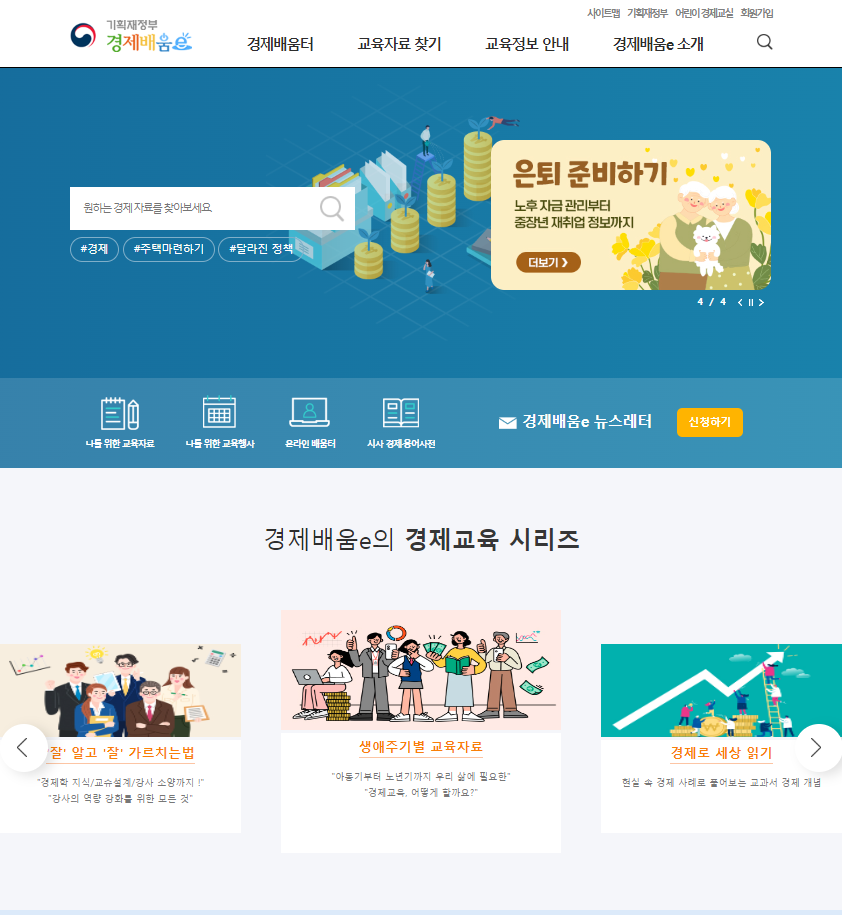 사이트맵 기획재정부 어린이 경제교실 회원가입
기획재정부
경제배움e
경제배움터 교육자료 찾기 교육정보 안내 경제배움e 소개
원하는 경제 자료를 찾아보세요.
#경제 #주택마련하기 #달라진 정책
은퇴 준비하기
노후 자금 관리부터
중장년 재취업 정보까지
더보기 ❯
4 / 4
나를 위한 교육자료 나를 위한 교육행사 온라인 배움터 시사 경제용어사전
경제배움e 뉴스레터 신청하기
경제배움e의 경제교육 시리즈
'잘' 알고 '잘' 가르치는법
"경제학 지식/교수설계/강사 소양까지 !"
"강사의 역량 강화를 위한 모든 것"
생애주기별 교육자료
"아동기부터 노년기까지 우리 삶에 필요한"
"경제교육, 어떻게 할까요?"
경제로 세상 읽기
현실 속 경제 사례로 풀어보는 교과서 경제 개념